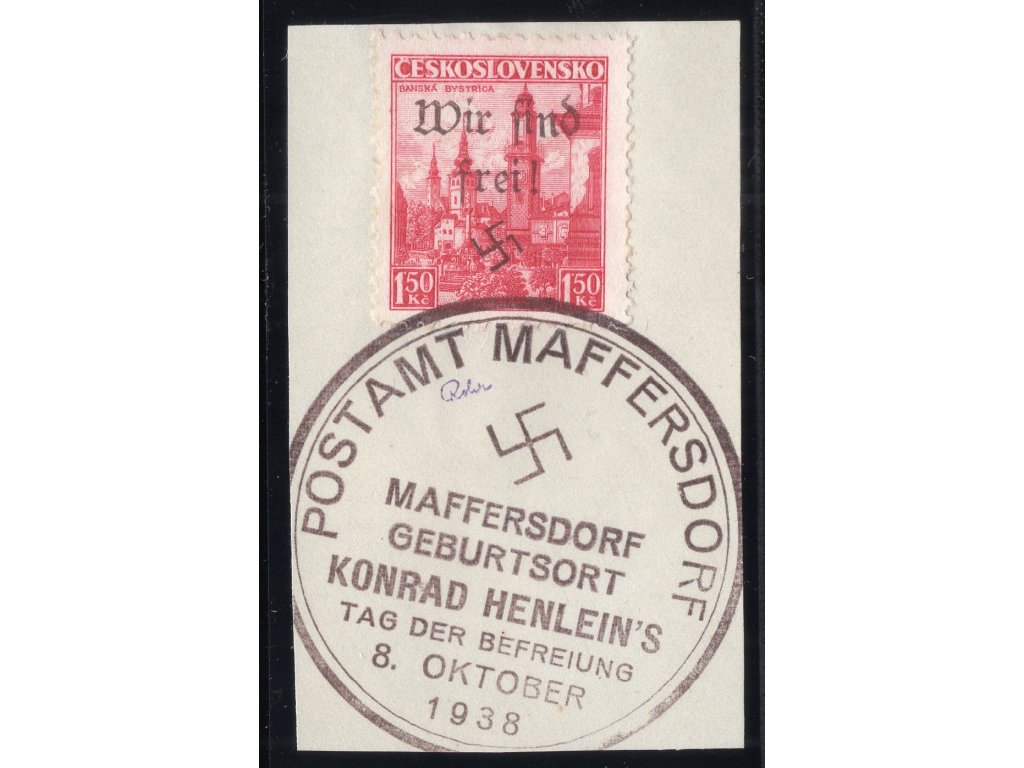 ČESKOSLOVENSKO
BANSKÁ BYSTRICA
Wir sind
frei!
1'50 Kč 1'50 Kč
POSTAMT MAFFERSDORF
MAFFERSDORF
GEBURTSORT
KONRAD HENLEIN'S
TAG DER BEFREIUNG
8. OKTOBER
1938